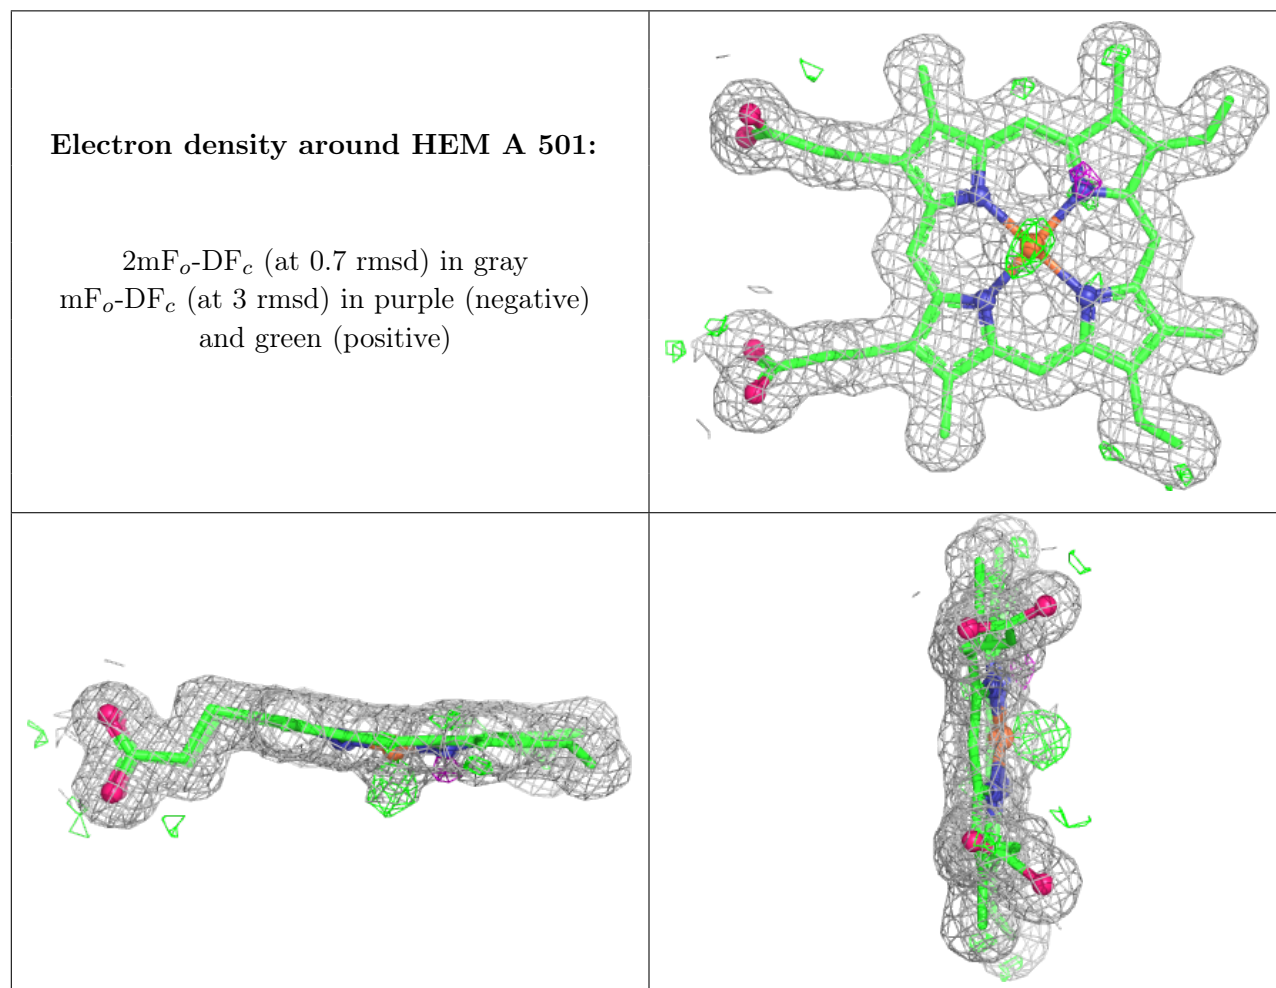 Electron density around HEM A 501:
2mFₒ-DF𝒸 (at 0.7 rmsd) in gray
mFₒ-DF𝒸 (at 3 rmsd) in purple (negative)
and green (positive)